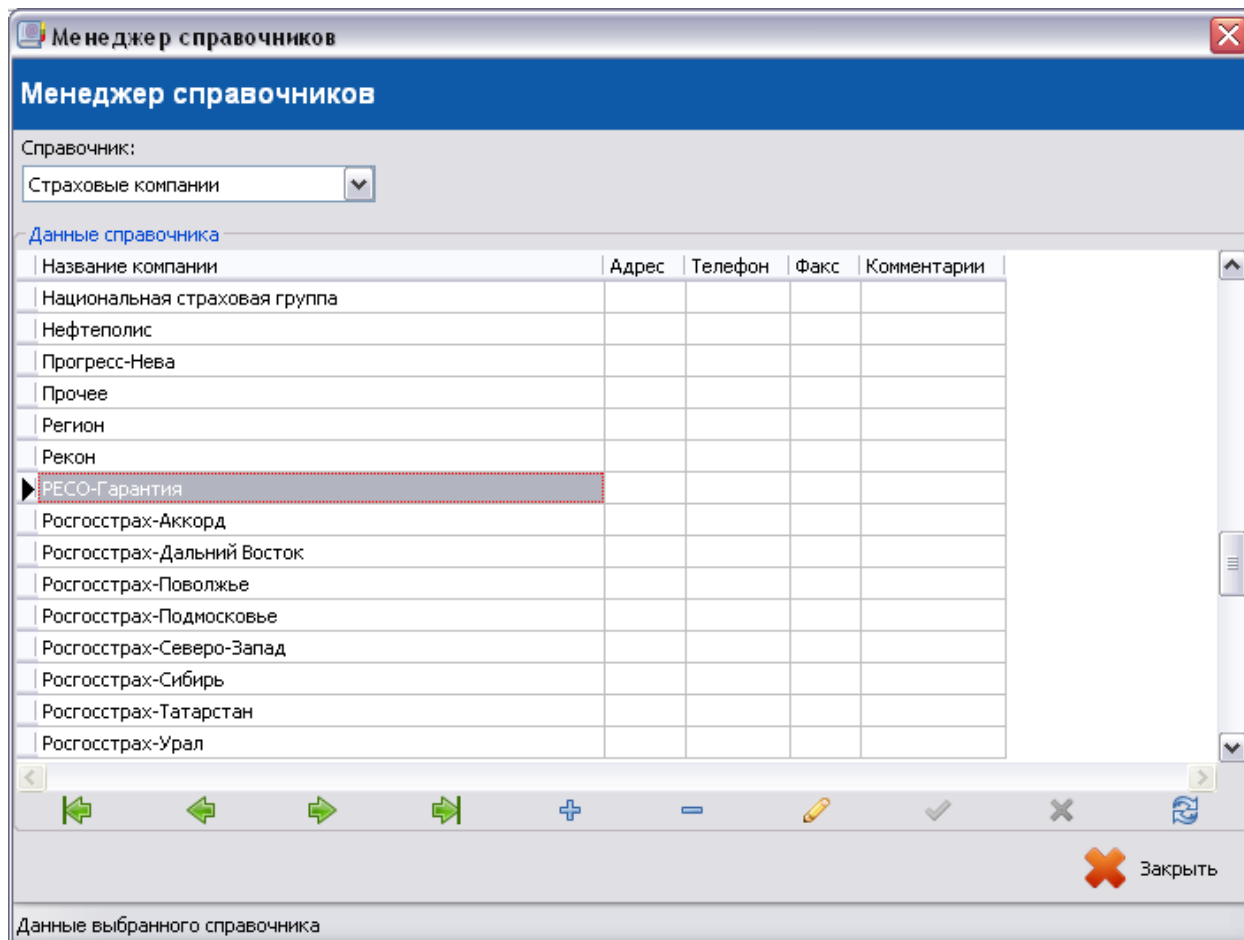 Менеджер справочников
Менеджер справочников
Справочник:
Страховые компании
Данные справочника
Название компании Адрес Телефон Факс Комментарии
Национальная страховая группа
Нефтеполис
Прогресс-Нева
Прочее
Регион
Рекон
РЕСО-Гарантия
Росгосстрах-Аккорд
Росгосстрах-Дальний Восток
Росгосстрах-Поволжье
Росгосстрах-Подмосковье
Росгосстрах-Северо-Запад
Росгосстрах-Сибирь
Росгосстрах-Татарстан
Росгосстрах-Урал
Закрыть
Данные выбранного справочника